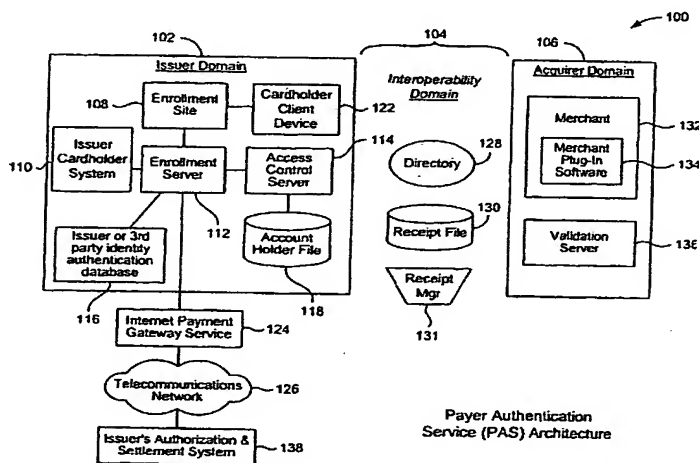 100
102
104
106
Issuer Domain
Interoperability
Domain
Acquirer Domain
108
Enrollment
Site
Cardholder
Client
Device
122
110
Issuer
Cardholder
System
Enrollment
Server
112
Access
Control
Server
114
Issuer or 3rd
party identity
authentication
database
116
Account
Holder File
118
Directory
128
Receipt File
130
Receipt
Mgr
131
Merchant
132
Merchant
Plug-In
Software
134
Validation
Server
136
Internet Payment
Gateway Service
124
Telecommunications
Network
126
Issuer's Authorization &
Settlement System
138
Payer Authentication
Service (PAS) Architecture